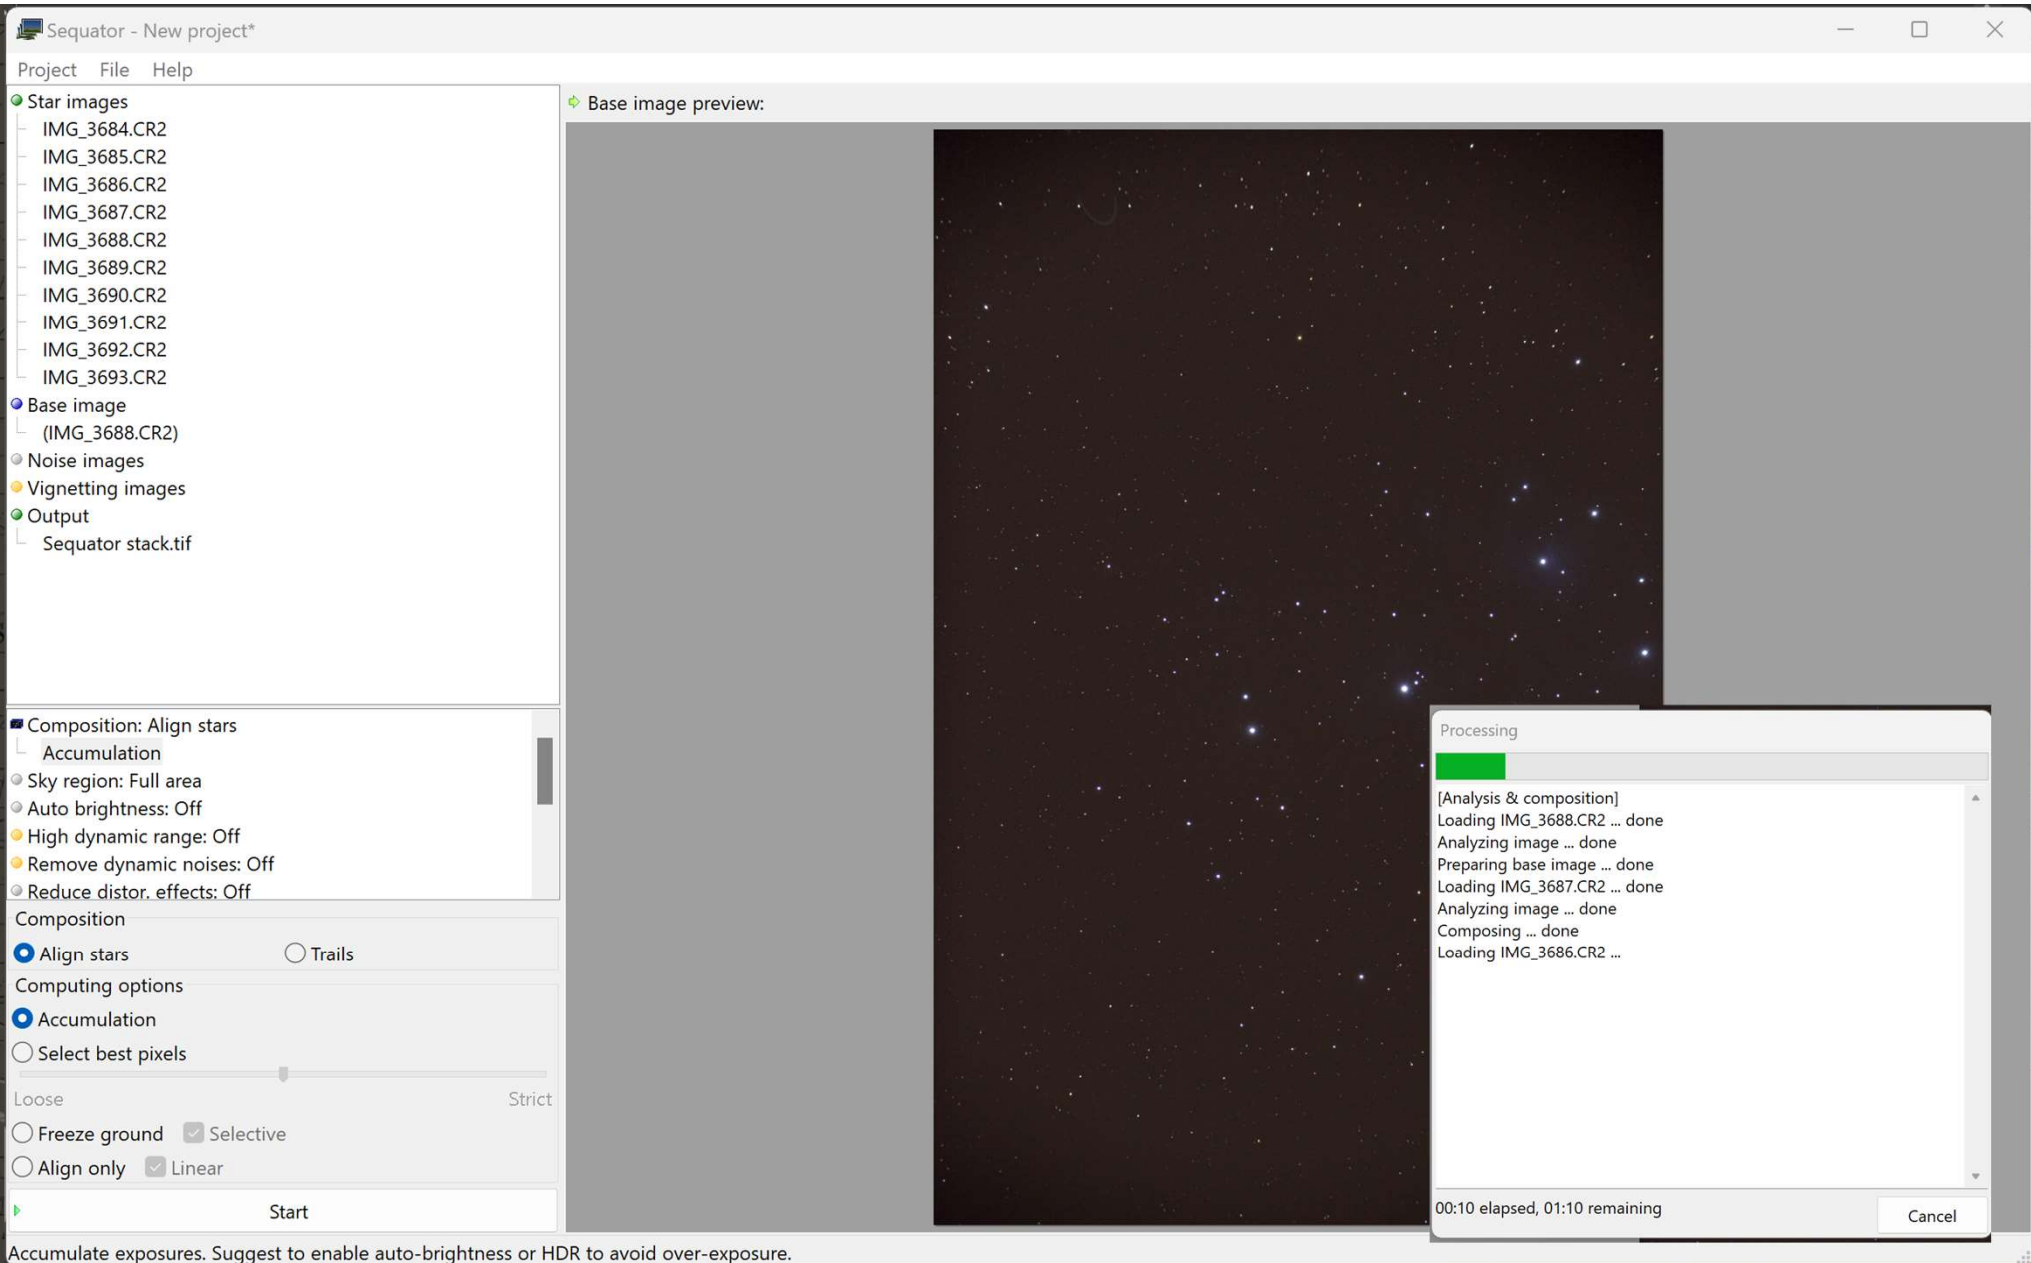 Sequator - New project*
Project File Help
Star images
IMG_3684.CR2
IMG_3685.CR2
IMG_3686.CR2
IMG_3687.CR2
IMG_3688.CR2
IMG_3689.CR2
IMG_3690.CR2
IMG_3691.CR2
IMG_3692.CR2
IMG_3693.CR2
Base image
(IMG_3688.CR2)
Noise images
Vignetting images
Output
Sequator stack.tif
Composition: Align stars
Accumulation
Sky region: Full area
Auto brightness: Off
High dynamic range: Off
Remove dynamic noises: Off
Reduce distor. effects: Off
Composition
Align stars Trails
Computing options
Accumulation
Select best pixels
Loose Strict
Freeze ground Selective
Align only Linear
Start
Accumulate exposures. Suggest to enable auto-brightness or HDR to avoid over-exposure.
Base image preview:
Processing
[Analysis & composition]
Loading IMG_3688.CR2 ... done
Analyzing image ... done
Preparing base image ... done
Loading IMG_3687.CR2 ... done
Analyzing image ... done
Composing ... done
Loading IMG_3686.CR2 ...
00:10 elapsed, 01:10 remaining
Cancel